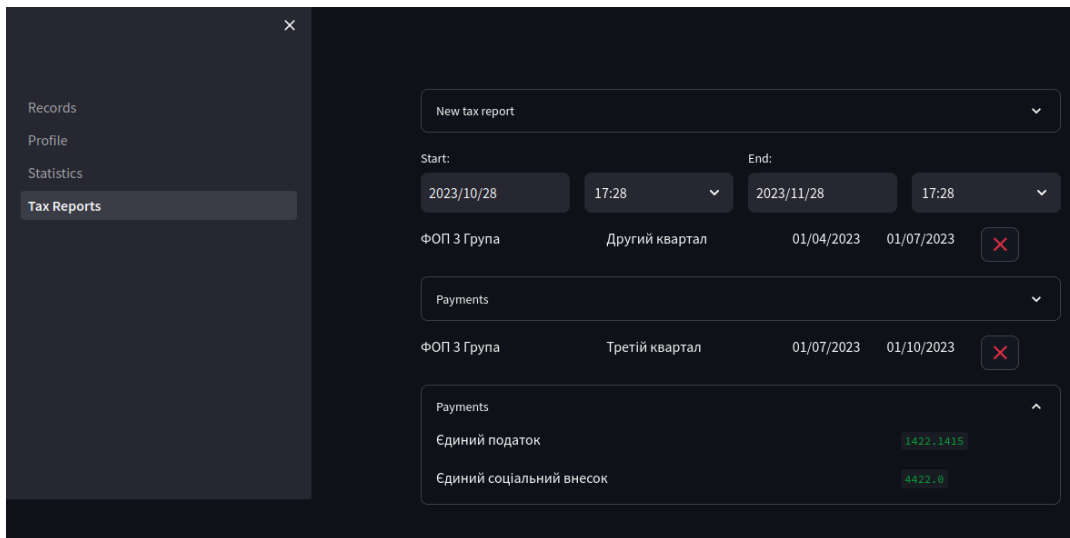 Records
Profile
Statistics
Tax Reports
New tax report
Start: End:
2023/10/28 17:28 2023/11/28 17:28
ФОП 3 Група Другий квартал 01/04/2023 01/07/2023
Payments
ФОП 3 Група Третій квартал 01/07/2023 01/10/2023
Payments
Єдиний податок 1422.1415
Єдиний соціальний внесок 4422.0